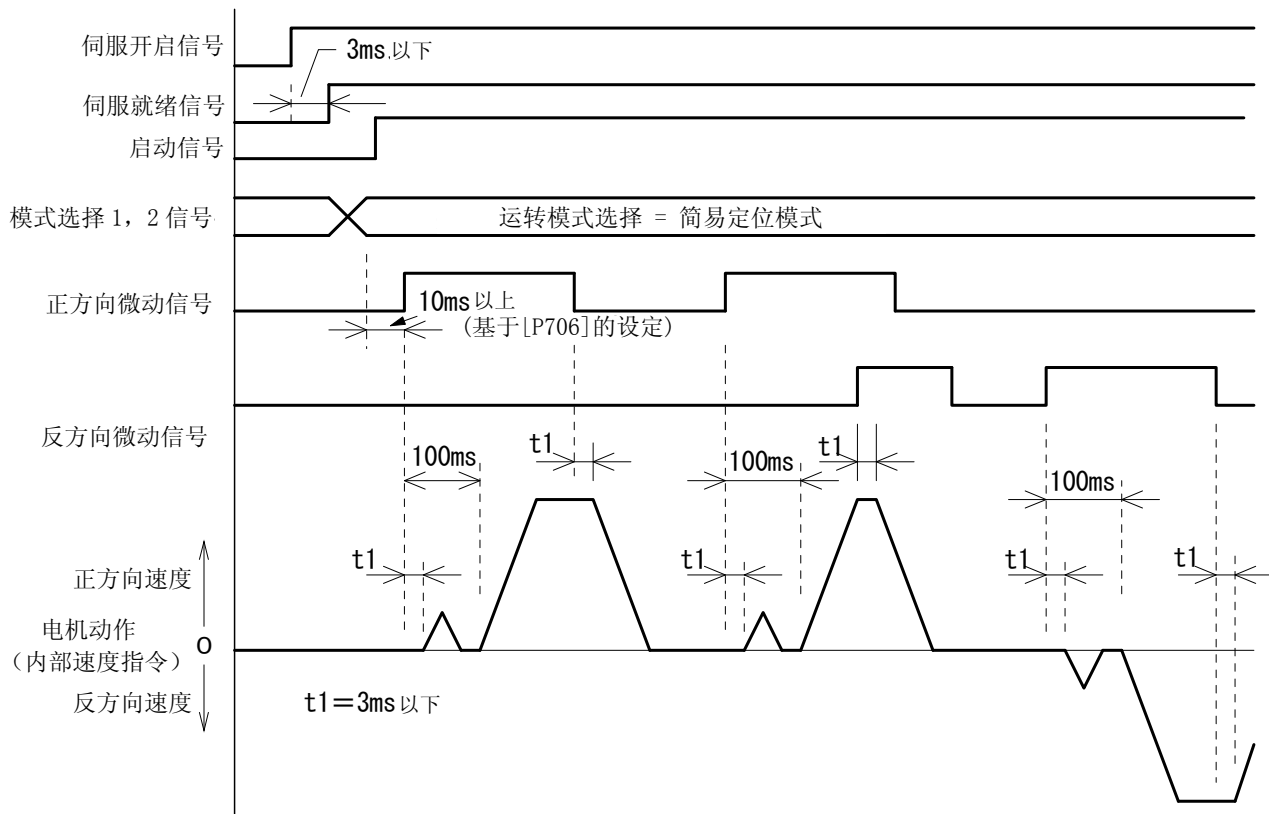 伺服开启信号
3ms以下
伺服就绪信号
启动信号
模式选择 1，2 信号
运转模式选择 = 简易定位模式
正方向微动信号
10ms以上
(基于[P706]的设定)
反方向微动信号
100ms
t1
100ms
t1
100ms
t1
t1
t1
t1
正方向速度
电机动作
0
（内部速度指令）
反方向速度
t1＝3ms以下